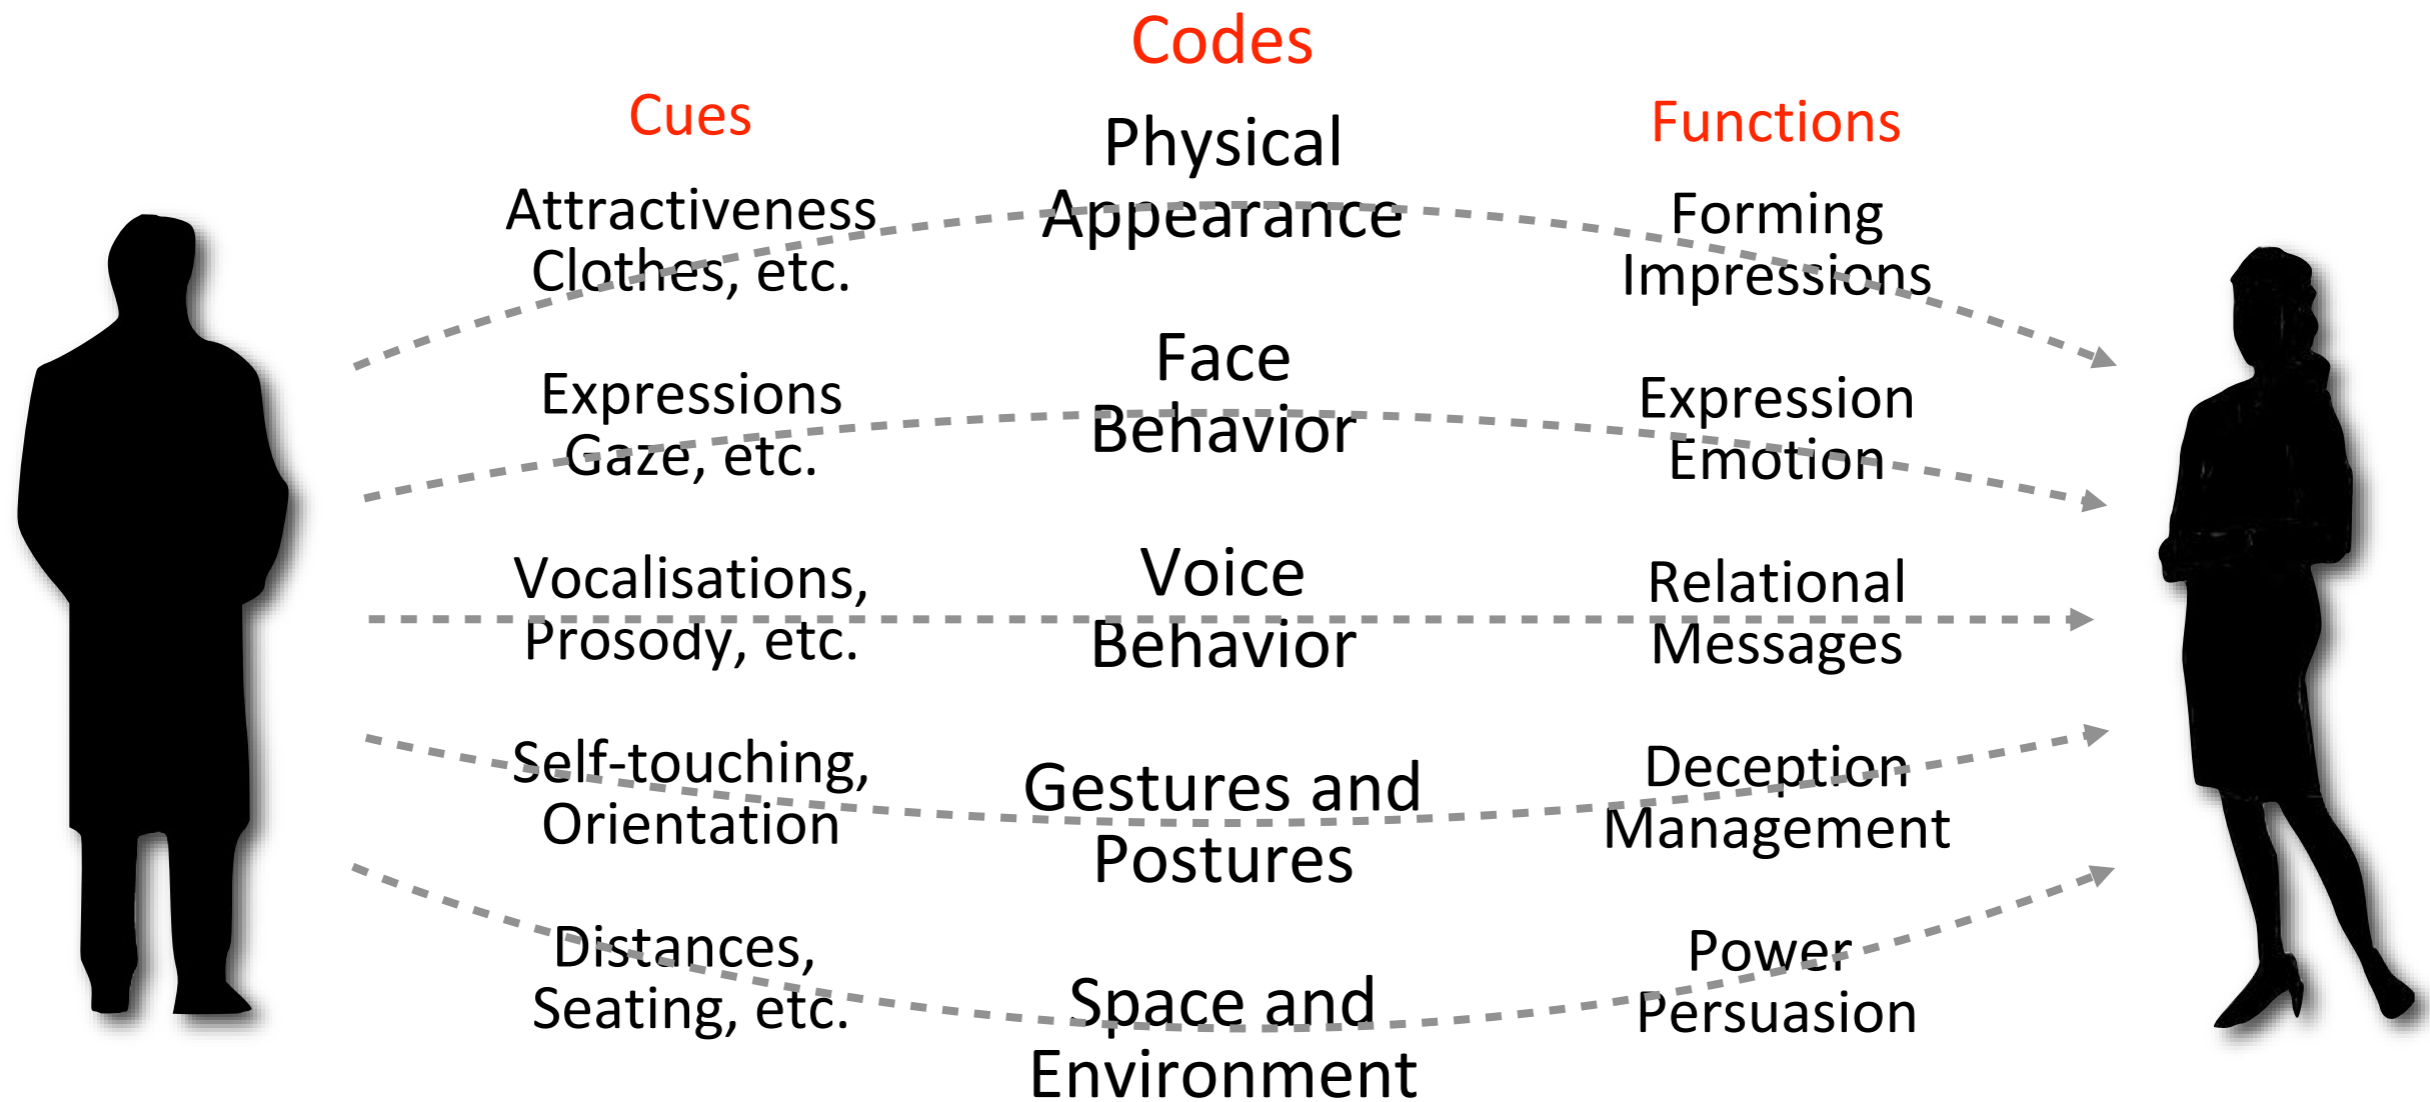 Codes
Cues
Functions
Physical
Appearance
Attractiveness
Clothes, etc.
Forming
Impressions
Face
Behavior
Expressions
Gaze, etc.
Expression
Emotion
Voice
Behavior
Vocalisations,
Prosody, etc.
Relational
Messages
Gestures and
Postures
Self-touching,
Orientation
Deception
Management
Space and
Environment
Distances,
Seating, etc.
Power
Persuasion